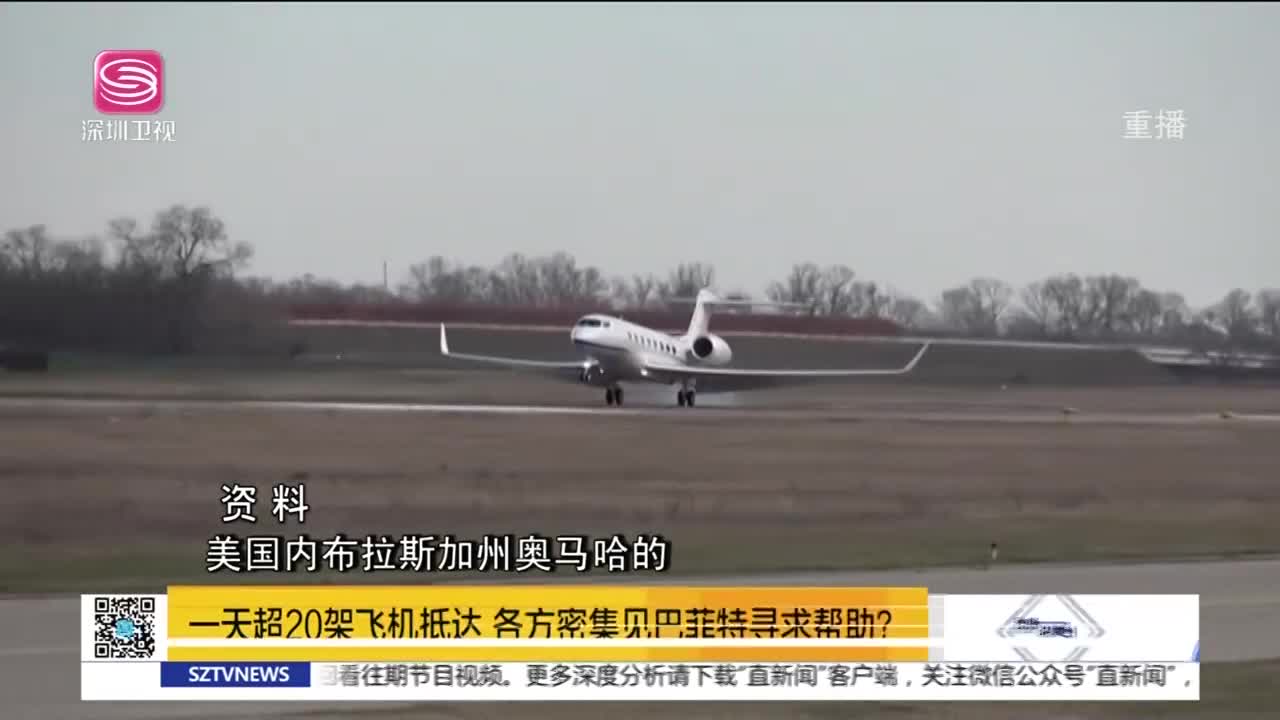 深圳卫视
重播
资料
美国内布拉斯加州奥马哈的
一天超20架飞机抵达 各方密集见巴菲特寻求帮助?
SZTVNEWS
看往期节目视频。更多深度分析请下载"直新闻"客户端，关注微信公众号"直新闻"，